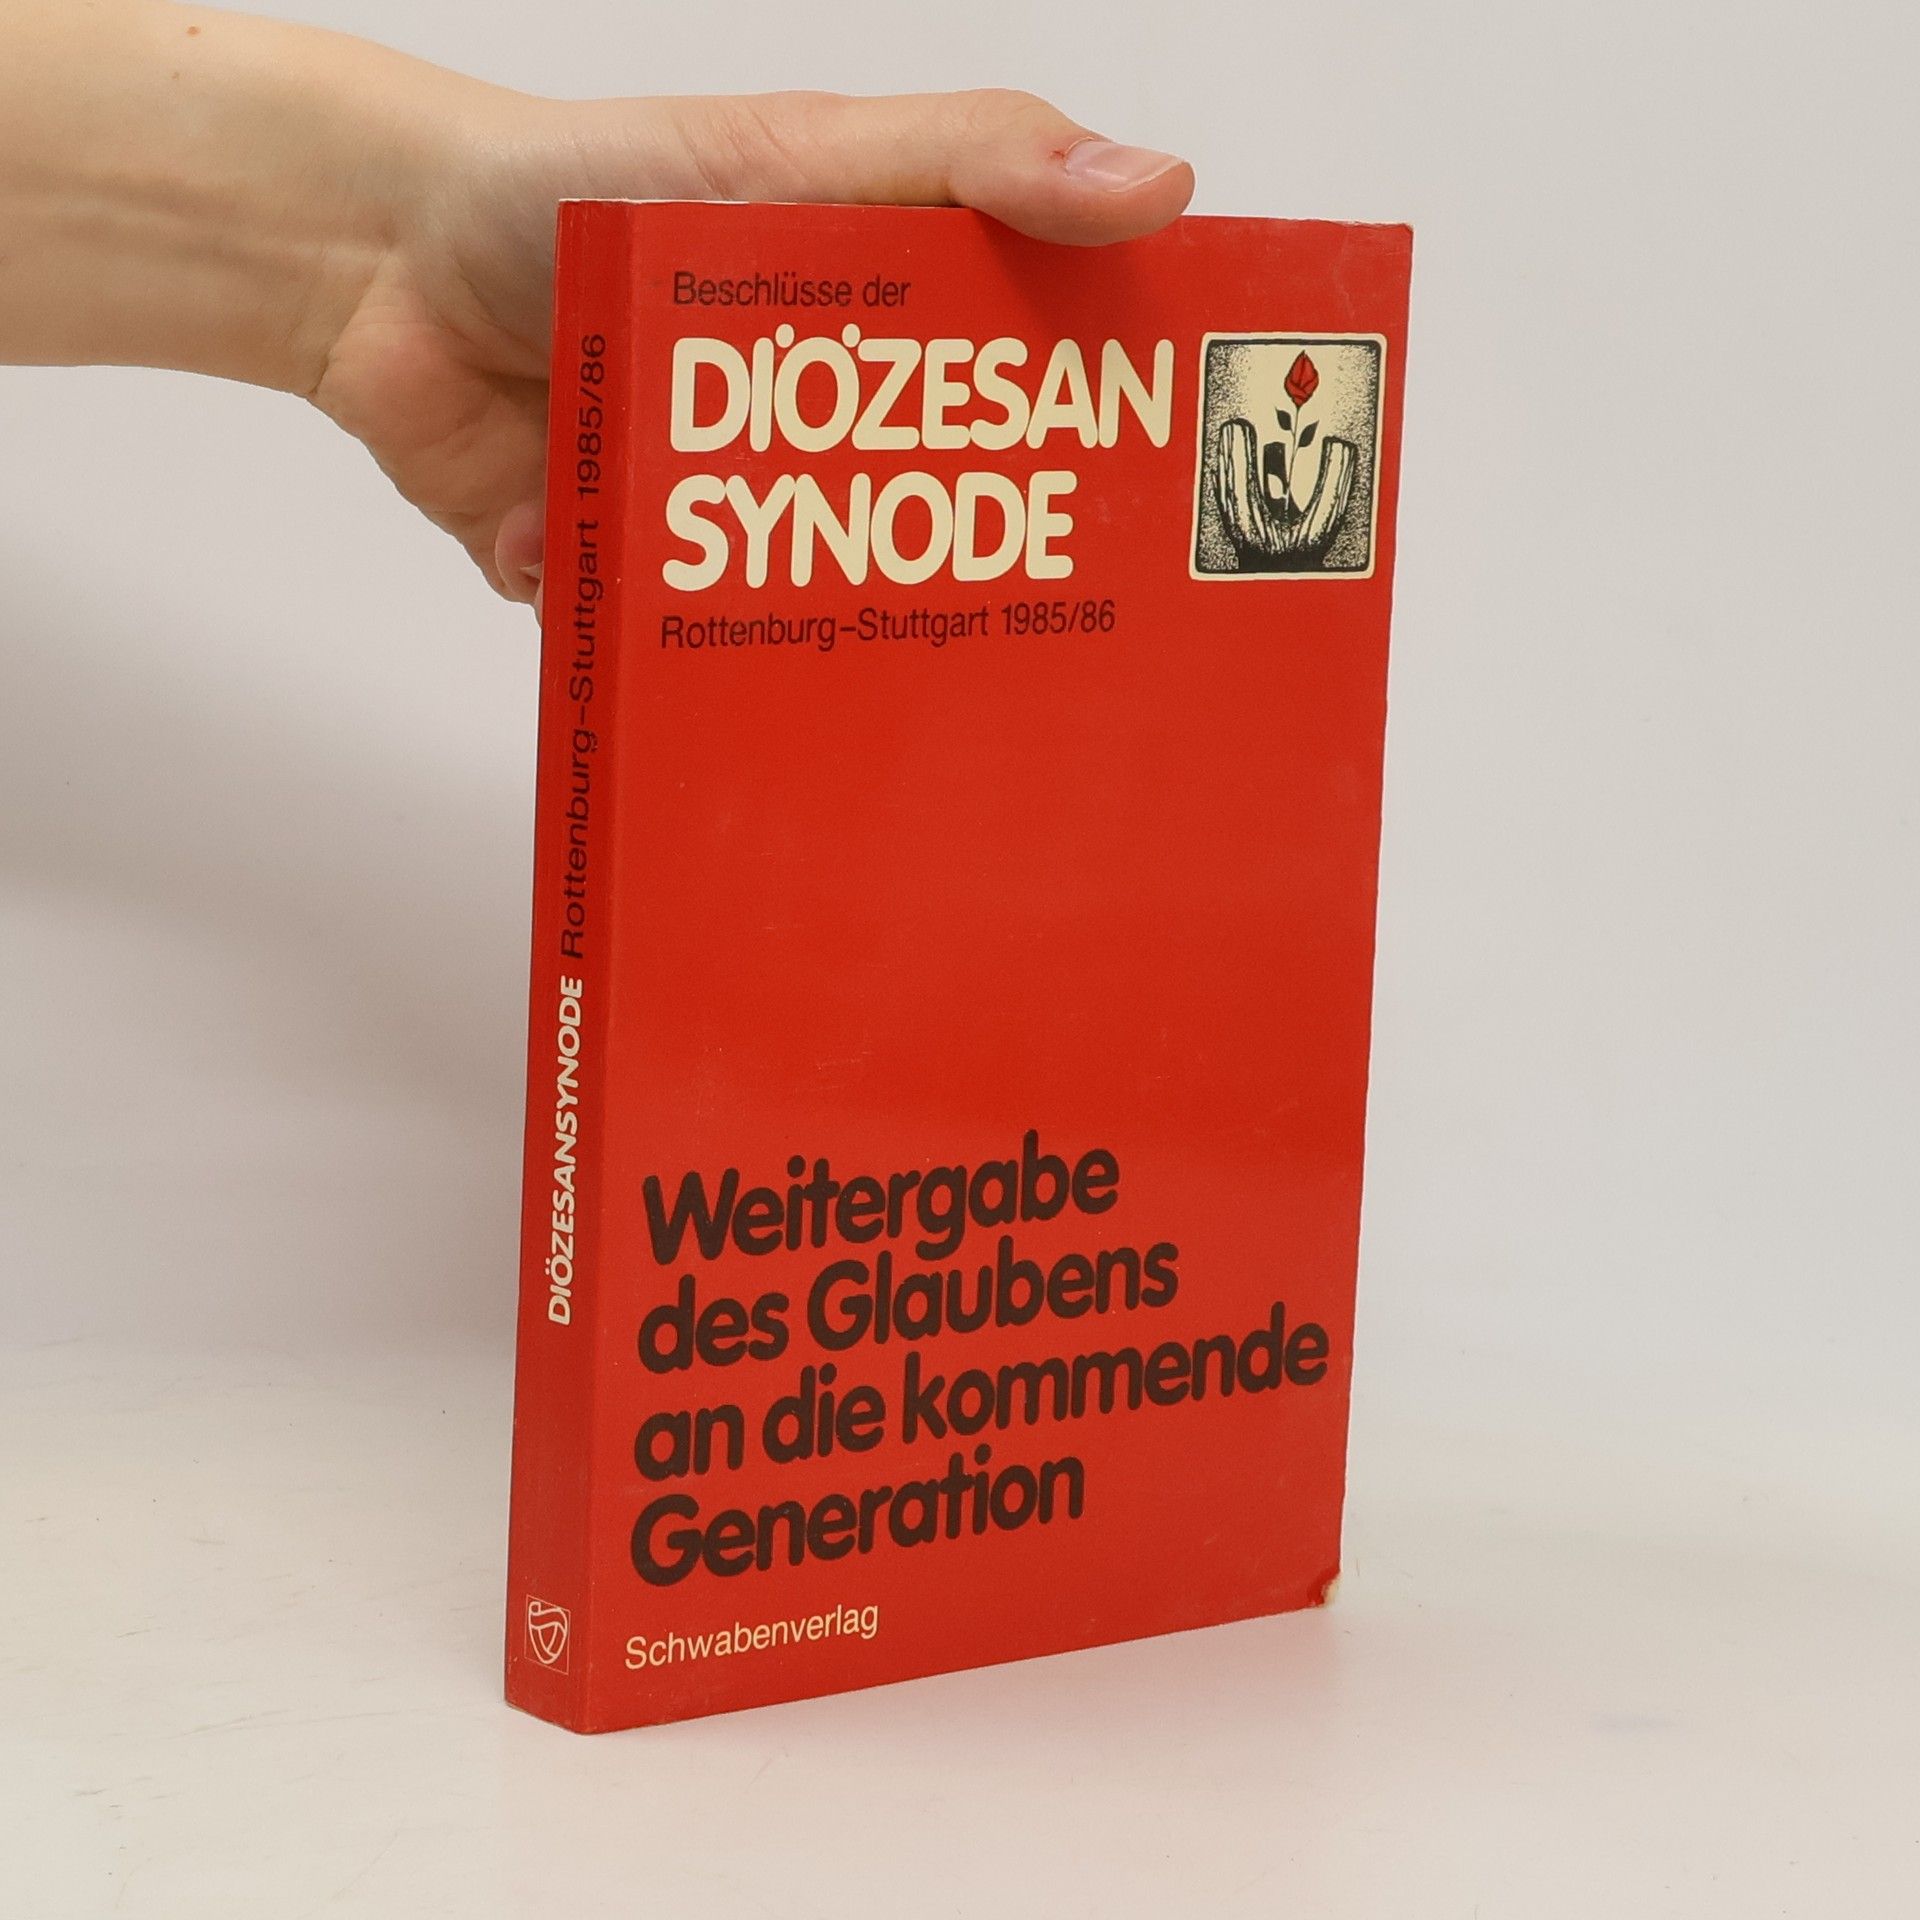 Beschlüsse der
DIÖZESAN
SYNODE
Rottenburg-Stuttgart 1985/86
Weitergabe
des Glaubens
an die kommende
Generation
Schwabenverlag
DIÖZESANSYNODE Rottenburg-Stuttgart 1985/86